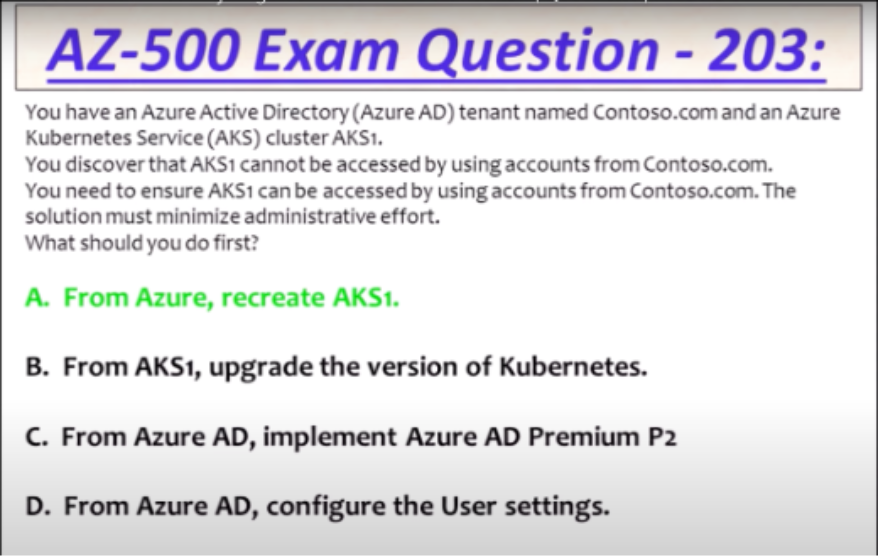 AZ-500 Exam Question - 203:
You have an Azure Active Directory (Azure AD) tenant named Contoso.com and an Azure
Kubernetes Service (AKS) cluster AKS1.
You discover that AKS1 cannot be accessed by using accounts from Contoso.com.
You need to ensure AKS1 can be accessed by using accounts from Contoso.com. The
solution must minimize administrative effort.
What should you do first?
A. From Azure, recreate AKS1.
B. From AKS1, upgrade the version of Kubernetes.
C. From Azure AD, implement Azure AD Premium P2
D. From Azure AD, configure the User settings.